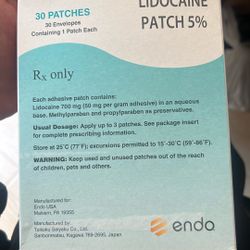 30 PATCHES
30 Envelopes
Containing 1 Patch Each
LIDOCAINE
PATCH 5%
Rx only
Each adhesive patch contains:
Lidocaine 700 mg (50 mg per gram adhesive) in an aqueous
base. Methylparaben and propylparaben as preservatives.
Usual Dosage: Apply up to 3 patches. See package insert
for complete prescribing information.
Store at 25°C (77°F); excursions permitted to 15°-30°C (59°-86°F).
WARNING: Keep used and unused patches out of the reach
of children, pets and others.
Manufactured for:
Endo USA
Malvern, PA 19355
Manufactured by:
Teikoku Seiyaku Co., Ltd.
Sanbonmatsu, Kagawa 769-2695, Japan
endo